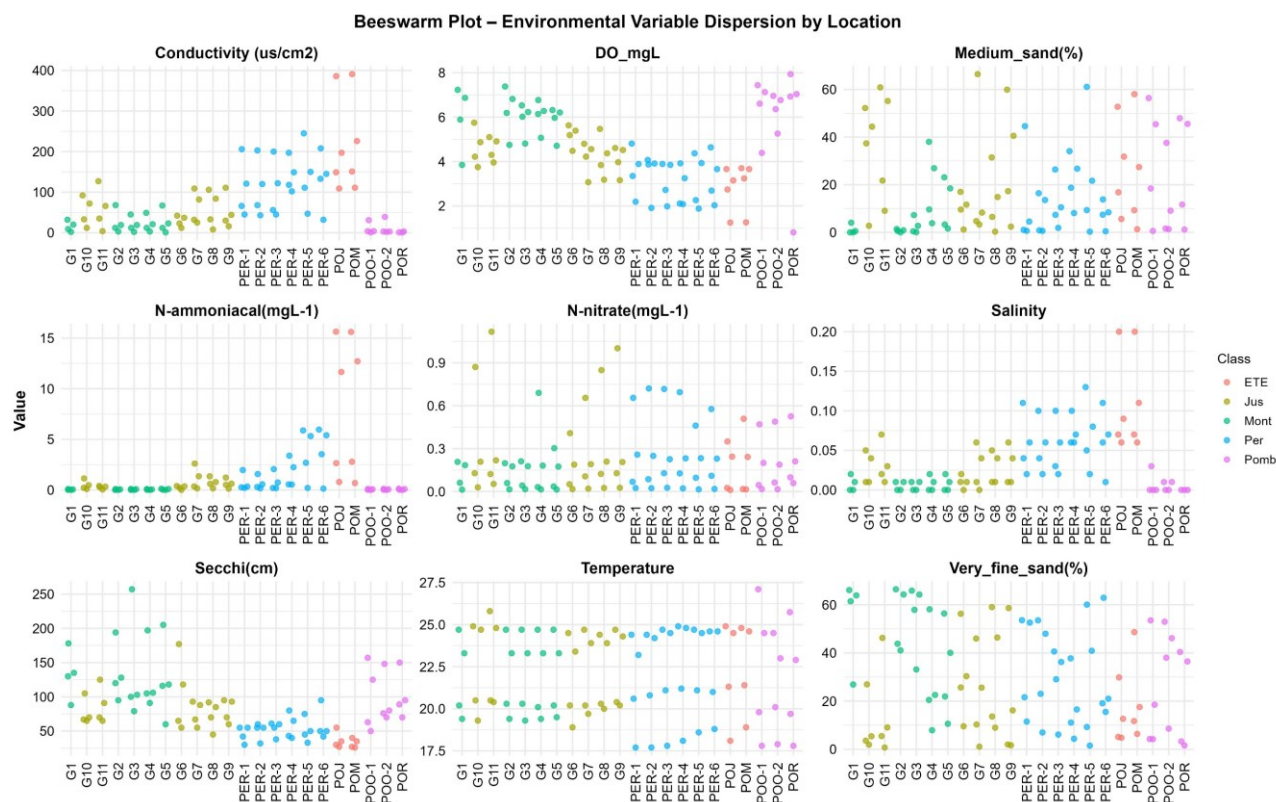 Beeswarm Plot – Environmental Variable Dispersion by Location
Conductivity (us/cm2)
400
300
200
100
0
G1 G10 G11 G2 G3 G4 G5 G6 G7 G8 G9 PER-1 PER-2 PER-3 PER-4 PER-5 PER-6 POJ POM POO-1 POO-2 POR
DO_mgL
8
6
4
2
G1 G10 G11 G2 G3 G4 G5 G6 G7 G8 G9 PER-1 PER-2 PER-3 PER-4 PER-5 PER-6 POJ POM POO-1 POO-2 POR
Medium_sand(%)
60
40
20
0
G1 G10 G11 G2 G3 G4 G5 G6 G7 G8 G9 PER-1 PER-2 PER-3 PER-4 PER-5 PER-6 POJ POM POO-1 POO-2 POR
Value
N-ammoniacal(mgL-1)
15
10
5
0
G1 G10 G11 G2 G3 G4 G5 G6 G7 G8 G9 PER-1 PER-2 PER-3 PER-4 PER-5 PER-6 POJ POM POO-1 POO-2 POR
N-nitrate(mgL-1)
0.9
0.6
0.3
0.0
G1 G10 G11 G2 G3 G4 G5 G6 G7 G8 G9 PER-1 PER-2 PER-3 PER-4 PER-5 PER-6 POJ POM POO-1 POO-2 POR
Salinity
0.20
0.15
0.10
0.05
0.00
G1 G10 G11 G2 G3 G4 G5 G6 G7 G8 G9 PER-1 PER-2 PER-3 PER-4 PER-5 PER-6 POJ POM POO-1 POO-2 POR
Class
ETE
Jus
Mont
Per
Pomb
Secchi(cm)
250
200
150
100
50
G1 G10 G11 G2 G3 G4 G5 G6 G7 G8 G9 PER-1 PER-2 PER-3 PER-4 PER-5 PER-6 POJ POM POO-1 POO-2 POR
Temperature
27.5
25.0
22.5
20.0
17.5
G1 G10 G11 G2 G3 G4 G5 G6 G7 G8 G9 PER-1 PER-2 PER-3 PER-4 PER-5 PER-6 POJ POM POO-1 POO-2 POR
Very_fine_sand(%)
60
40
20
0
G1 G10 G11 G2 G3 G4 G5 G6 G7 G8 G9 PER-1 PER-2 PER-3 PER-4 PER-5 PER-6 POJ POM POO-1 POO-2 POR